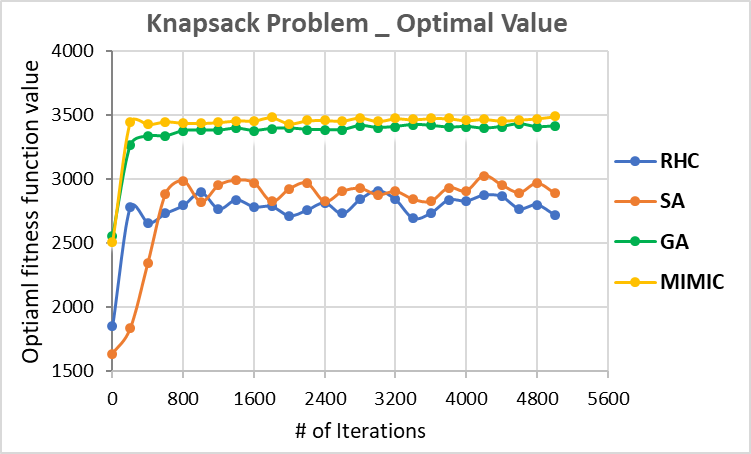 Knapsack Problem _ Optimal Value
Optiaml fitness function value
4000
3500
3000
2500
2000
1500
0 800 1600 2400 3200 4000 4800 5600
# of Iterations
RHC
SA
GA
MIMIC